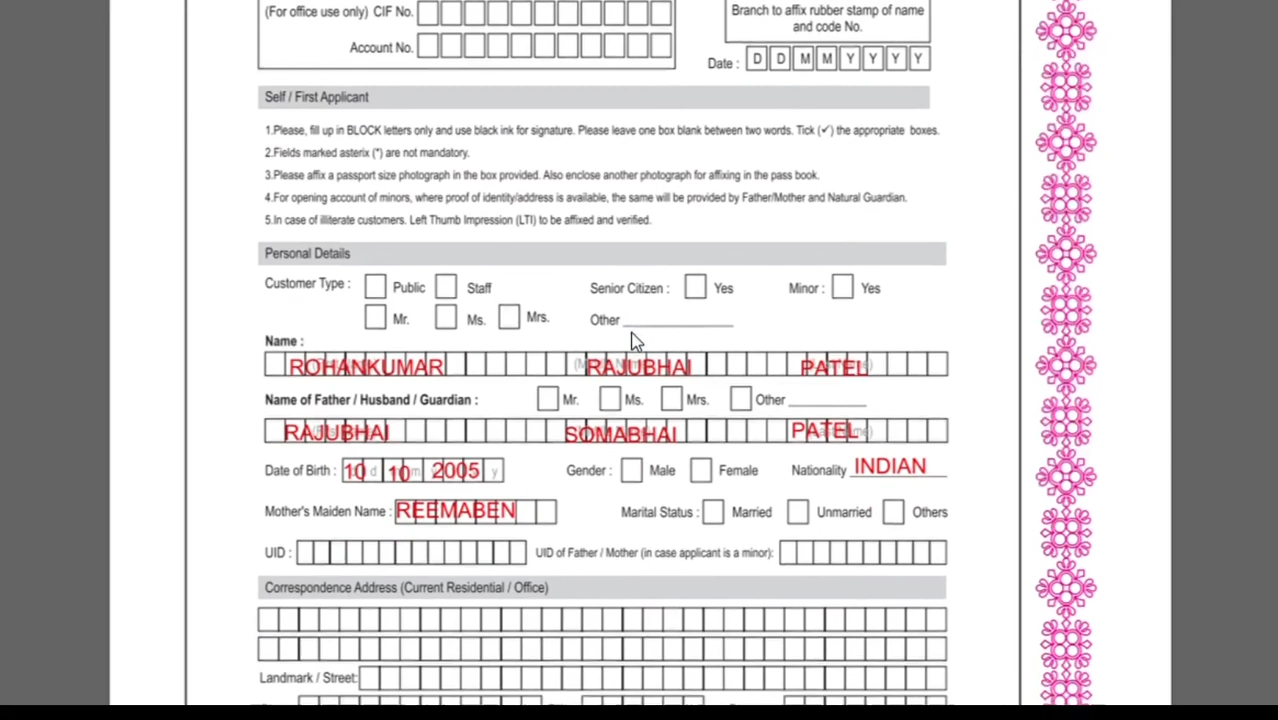 (For office use only) CIF No.
Account No.
Branch to affix rubber stamp of name
and code No.
Date : D D M M Y Y Y Y
Self / First Applicant
1.Please, fill up in BLOCK letters only and use black ink for signature. Please leave one box blank between two words. Tick (✓) the appropriate boxes.
2.Fields marked asterix (*) are not mandatory.
3.Please affix a passport size photograph in the box provided. Also enclose another photograph for affixing in the pass book.
4.For opening account of minors, where proof of identity/address is available, the same will be provided by Father/Mother and Natural Guardian.
5.In case of illiterate customers. Left Thumb Impression (LTI) to be affixed and verified.
Personal Details
Customer Type : Public Staff Senior Citizen : Yes Minor : Yes
Mr. Ms. Mrs. Other
Name :
ROHANKUMAR RAJUBHAI PATEL
Name of Father / Husband / Guardian : Mr. Ms. Mrs. Other
RAJUBHAI SOMABHAI PATEL
Date of Birth : 10 10 2005 Gender : Male Female Nationality INDIAN
Mother's Maiden Name : REEMABEN Marital Status : Married Unmarried Others
UID : UID of Father / Mother (in case applicant is a minor):
Correspondence Address (Current Residential / Office)
Landmark / Street: